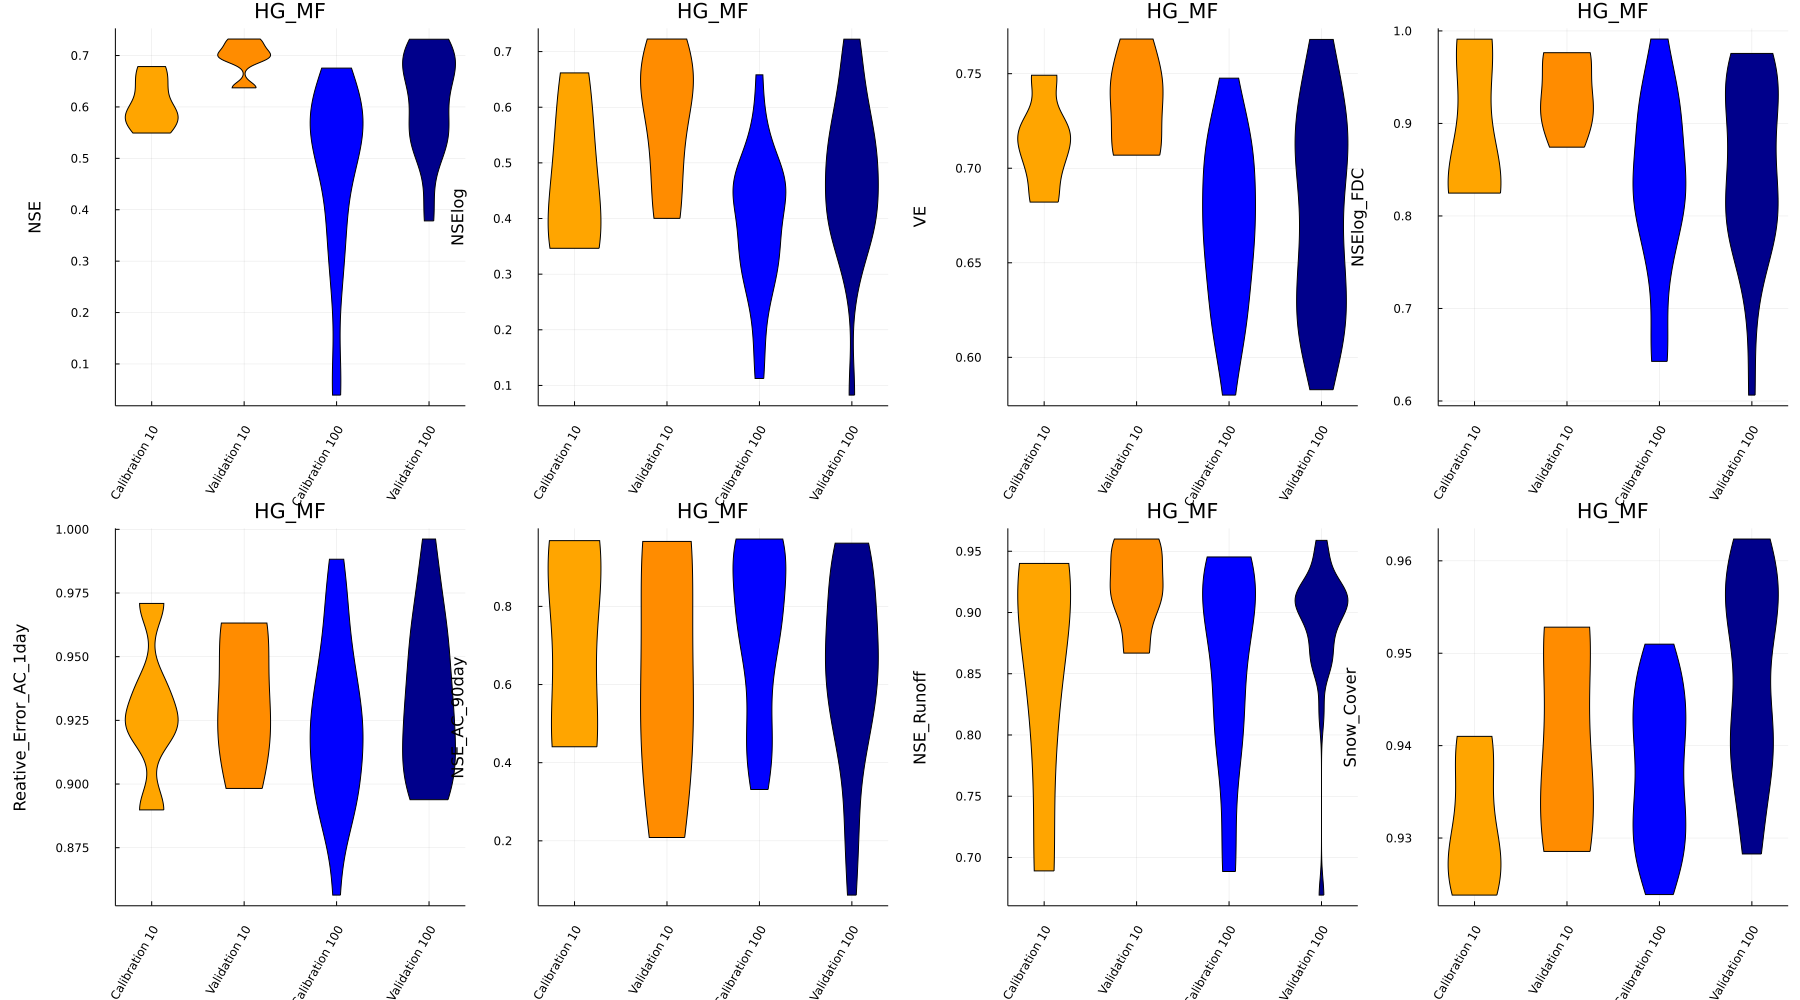 HG_MF
NSE
0.7
0.6
0.5
0.4
0.3
0.2
0.1
Calibration 10
Validation 10
Calibration 100
Validation 100
HG_MF
NSElog
0.7
0.6
0.5
0.4
0.3
0.2
0.1
Calibration 10
Validation 10
Calibration 100
Validation 100
HG_MF
VE
0.75
0.70
0.65
0.60
Calibration 10
Validation 10
Calibration 100
Validation 100
HG_MF
NSElog_FDC
1.0
0.9
0.8
0.7
0.6
Calibration 10
Validation 10
Calibration 100
Validation 100
HG_MF
Reative_Error_AC_1day
1.000
0.975
0.950
0.925
0.900
0.875
Calibration 10
Validation 10
Calibration 100
Validation 100
HG_MF
NSE_AC_90day
0.8
0.6
0.4
0.2
Calibration 10
Validation 10
Calibration 100
Validation 100
HG_MF
NSE_Runoff
0.95
0.90
0.85
0.80
0.75
0.70
Calibration 10
Validation 10
Calibration 100
Validation 100
HG_MF
Snow_Cover
0.96
0.95
0.94
0.93
Calibration 10
Validation 10
Calibration 100
Validation 100